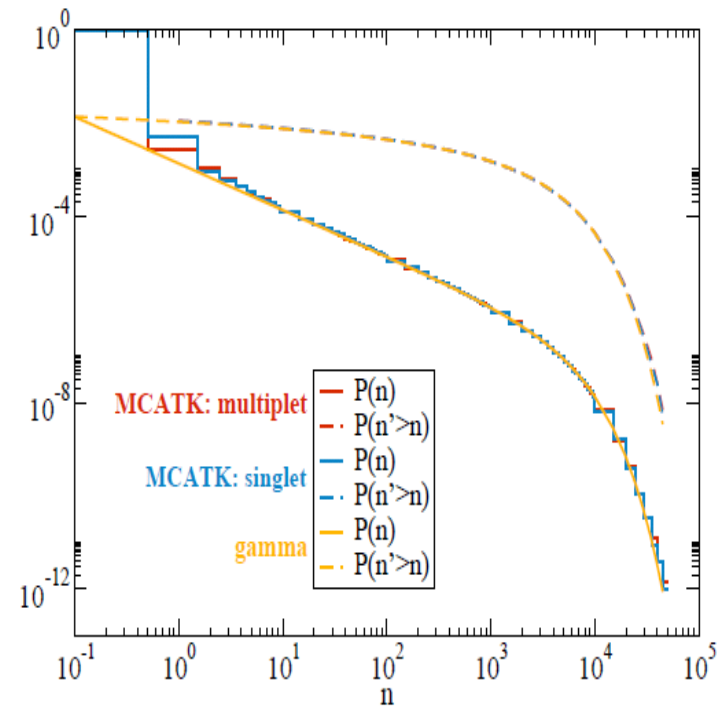 10^0
10^-4
10^-8
10^-12
MCATK: multiplet
P(n)
P(n'>n)
MCATK: singlet
P(n)
P(n'>n)
gamma
P(n)
P(n'>n)
10^-1 10^0 10^1 10^2 10^3 10^4 10^5
n